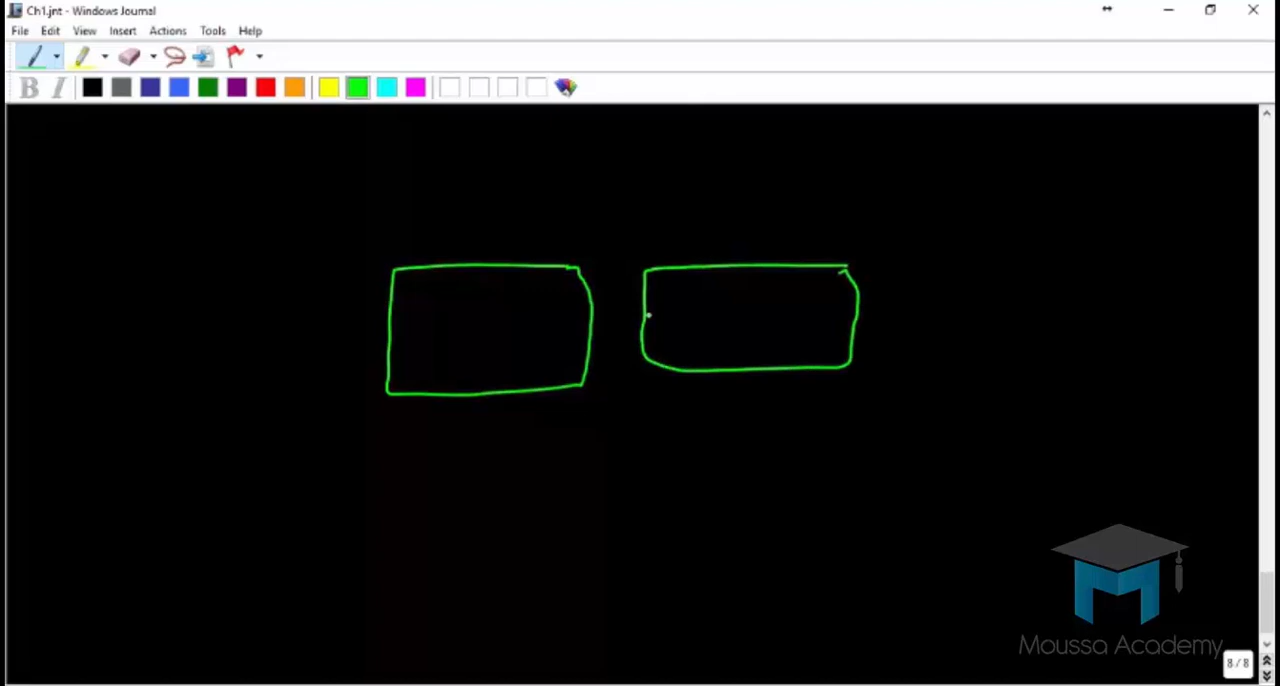 Ch1.jnt - Windows Journal
File Edit View Insert Actions Tools Help
B I
Moussa Academy
8/8